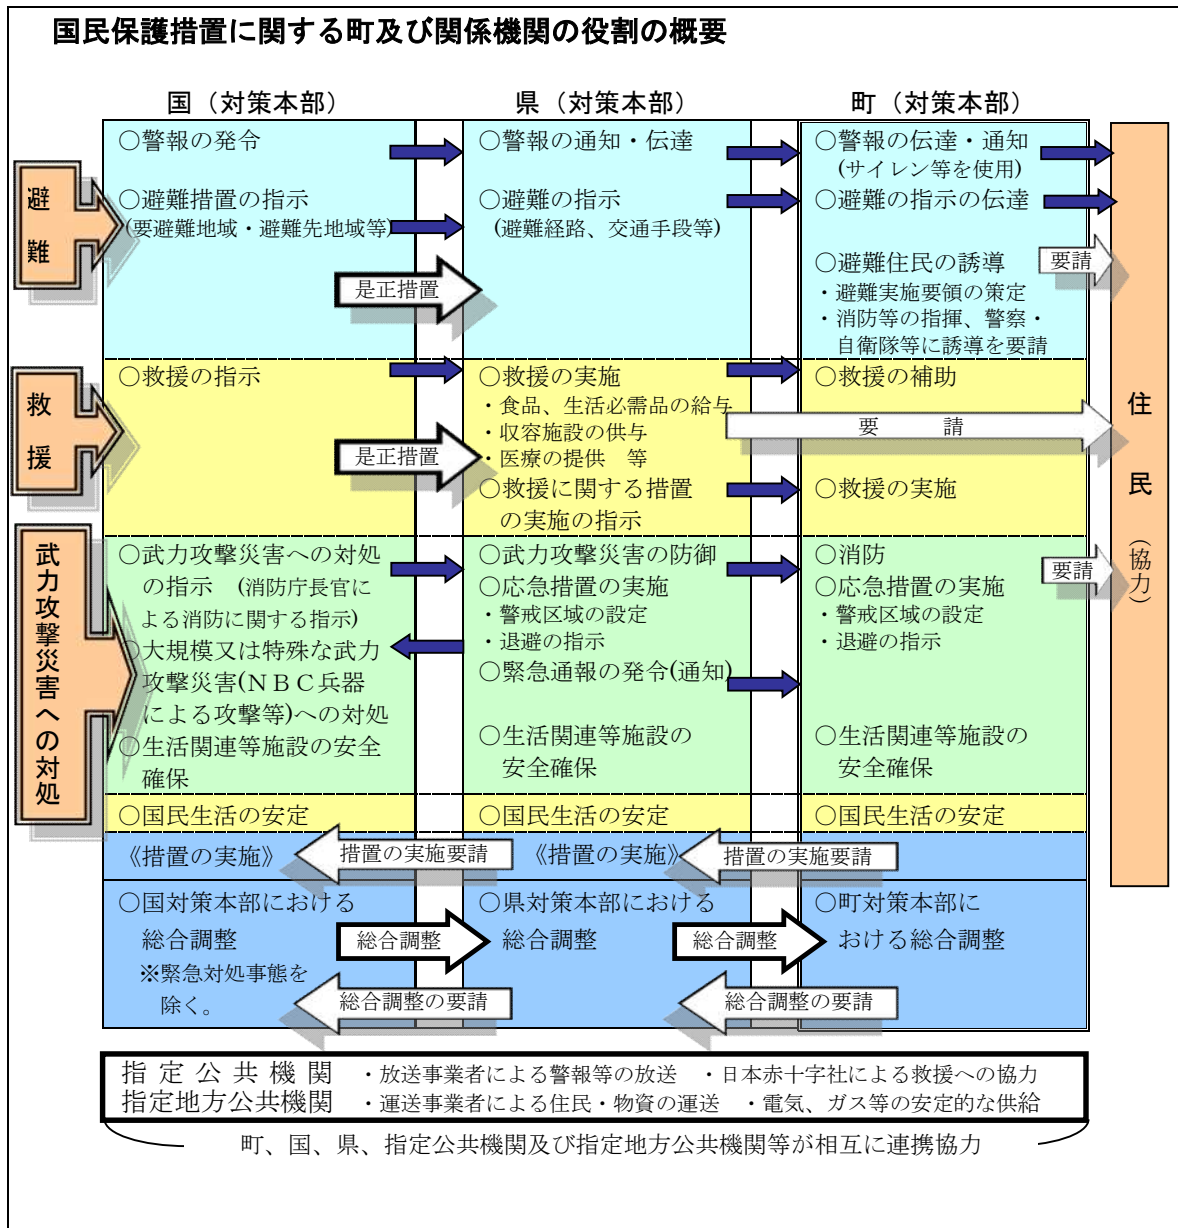 国民保護措置に関する町及び関係機関の役割の概要
国（対策本部）
県（対策本部）
町（対策本部）
避難
○警報の発令
○警報の通知・伝達
○警報の伝達・通知
(サイレン等を使用)
○避難措置の指示
(要避難地域・避難先地域等)
○避難の指示
(避難経路、交通手段等)
○避難の指示の伝達
是正措置
○避難住民の誘導
・避難実施要領の策定
・消防等の指揮、警察・
自衛隊等に誘導を要請
要請
救援
○救援の指示
是正措置
○救援の実施
・食品、生活必需品の給与
・収容施設の供与
・医療の提供　等
○救援に関する措置
の実施の指示
○救援の補助
要　請
○救援の実施
武力攻撃災害への対処
○武力攻撃災害への対処
の指示　(消防庁長官に
よる消防に関する指示)
○大規模又は特殊な武力
攻撃災害(ＮＢＣ兵器
による攻撃等)への対処
○生活関連等施設の安全
確保
○武力攻撃災害の防御
○応急措置の実施
・警戒区域の設定
・退避の指示
○緊急通報の発令(通知)
○生活関連等施設の
安全確保
○消防
○応急措置の実施
・警戒区域の設定
・退避の指示
○生活関連等施設の
安全確保
要請
住民（協力）
○国民生活の安定
○国民生活の安定
○国民生活の安定
《措置の実施》
措置の実施要請
《措置の実施》
措置の実施要請
○国対策本部における
総合調整
※緊急対処事態を
除く。
総合調整
○県対策本部における
総合調整
総合調整
○町対策本部に
おける総合調整
総合調整の要請
総合調整の要請
指定公共機関　・放送事業者による警報等の放送　・日本赤十字社による救援への協力
指定地方公共機関　・運送事業者による住民・物資の運送　・電気、ガス等の安定的な供給
町、国、県、指定公共機関及び指定地方公共機関等が相互に連携協力